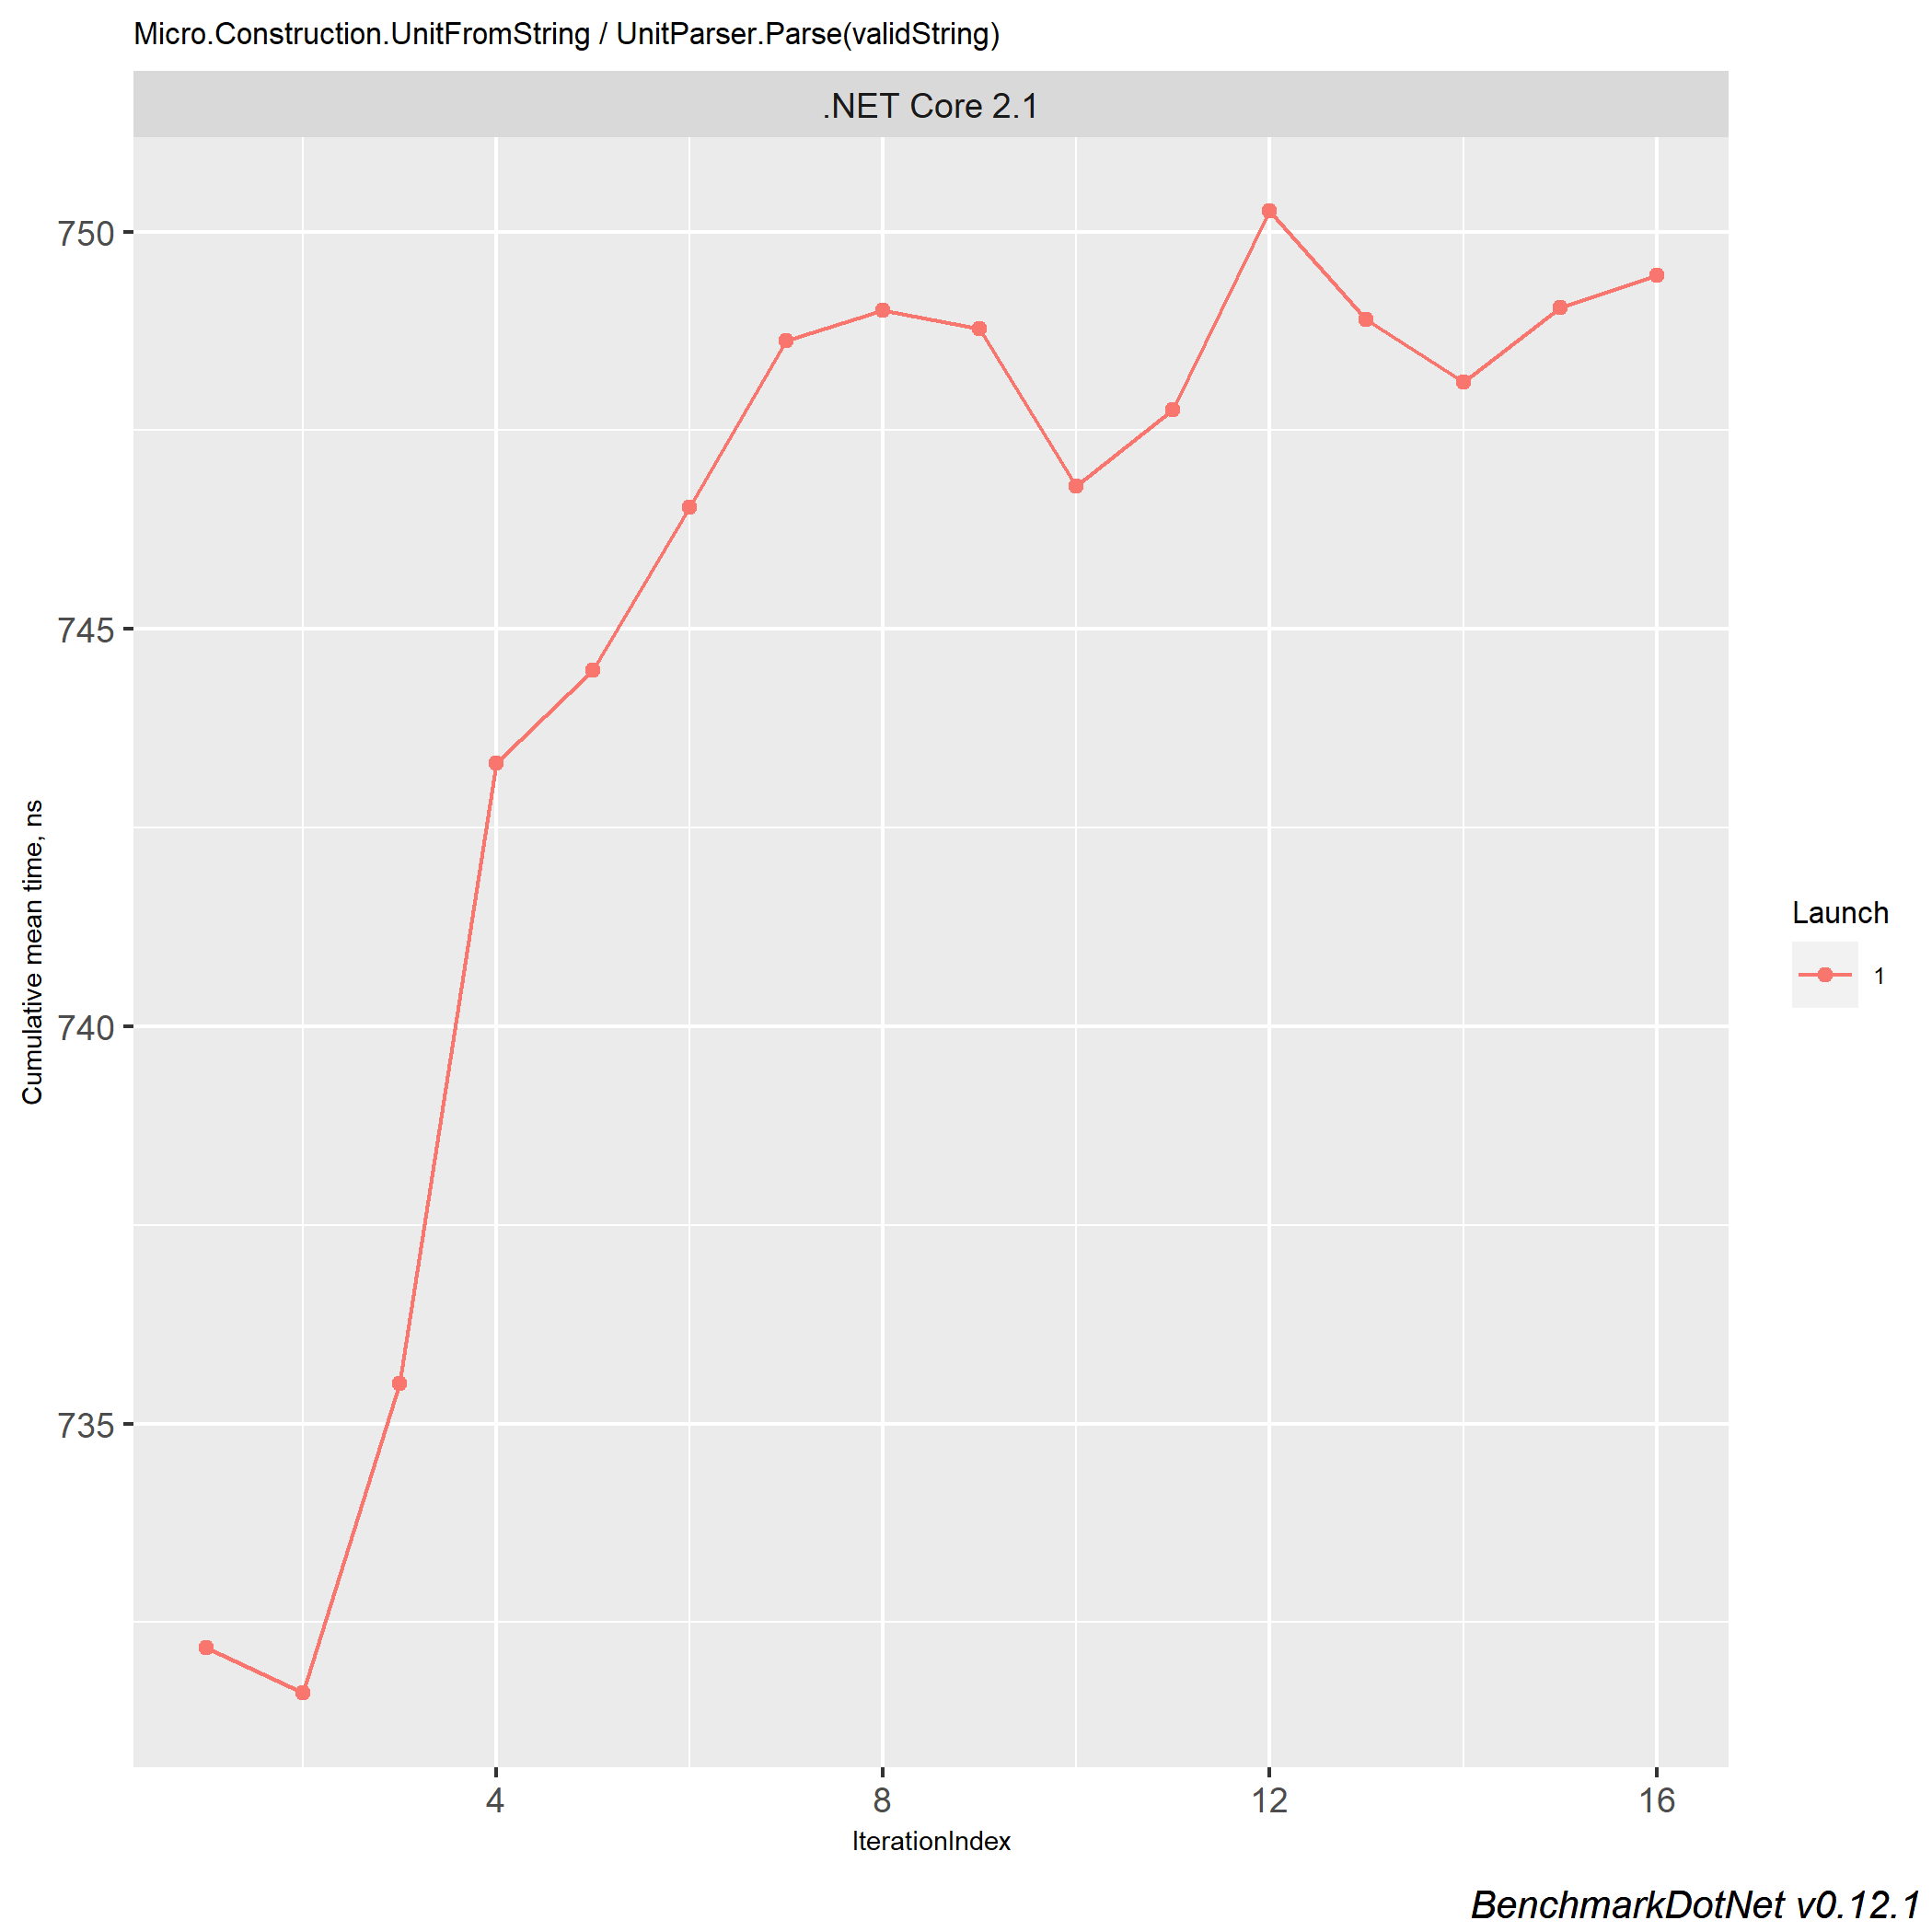 Micro.Construction.UnitFromString / UnitParser.Parse(validString)
.NET Core 2.1
750
745
740
735
Cumulative mean time, ns
4 8 12 16
IterationIndex
Launch
1
BenchmarkDotNet v0.12.1